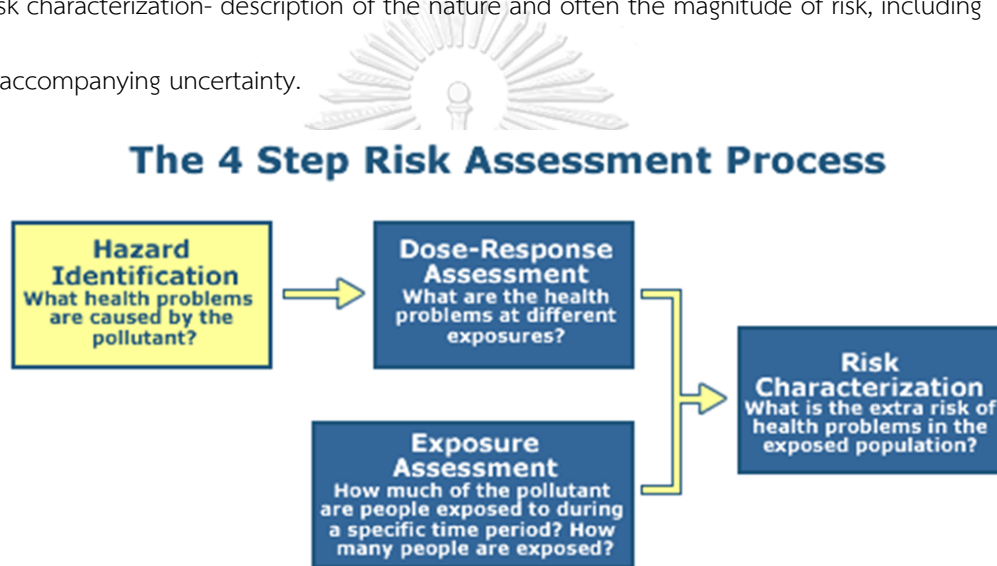 sk characterization- description of the nature and often the magnitude of risk, including
accompanying uncertainty.
The 4 Step Risk Assessment Process
Hazard
Identification
What health problems
are caused by the
pollutant?
Dose-Response
Assessment
What are the health
problems at different
exposures?
Exposure
Assessment
How much of the pollutant
are people exposed to during
a specific time period? How
many people are exposed?
Risk
Characterization
What is the extra risk of
health problems in the
exposed population?